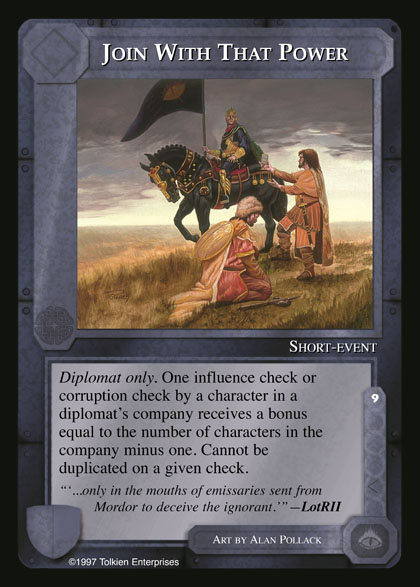 Join With That Power
Short-event
Diplomat only. One influence check or
corruption check by a character in a
diplomat's company receives a bonus
equal to the number of characters in the
company minus one. Cannot be
duplicated on a given check.
9
“‘...only in the mouths of emissaries sent from
Mordor to deceive the ignorant.’”—LotRII
Art by Alan Pollack
©1997 Tolkien Enterprises